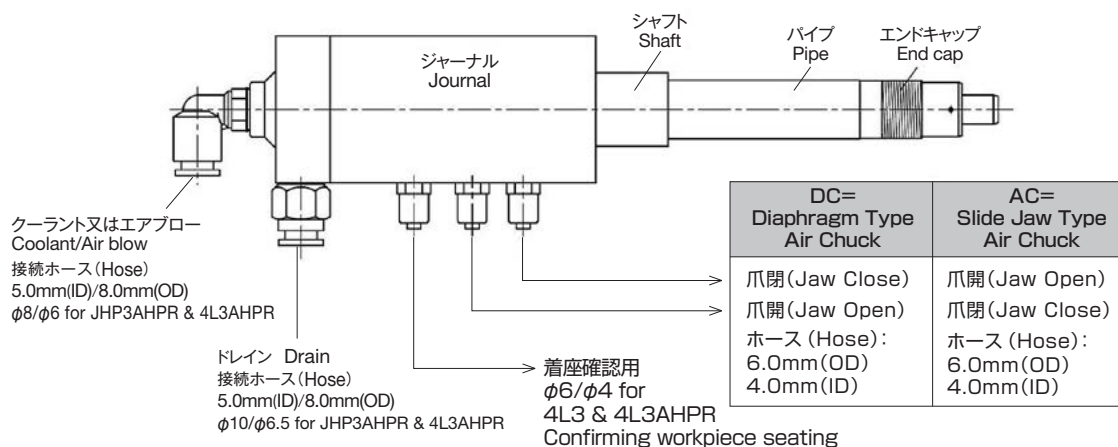 シャフト
Shaft
パイプ
Pipe
エンドキャップ
End cap
ジャーナル
Journal
クーラント又はエアブロー
Coolant/Air blow
接続ホース(Hose)
5.0mm(ID)/8.0mm(OD)
φ8/φ6 for JHP3AHPR & 4L3AHPR
ドレイン Drain
接続ホース(Hose)
5.0mm(ID)/8.0mm(OD)
φ10/φ6.5 for JHP3AHPR & 4L3AHPR
着座確認用
φ6/φ4 for
4L3 & 4L3AHPR
Confirming workpiece seating
DC=
Diaphragm Type
Air Chuck
爪閉(Jaw Close)
爪開(Jaw Open)
ホース(Hose):
6.0mm(OD)
4.0mm(ID)
AC=
Slide Jaw Type
Air Chuck
爪開(Jaw Open)
爪閉(Jaw Close)
ホース(Hose):
6.0mm(OD)
4.0mm(ID)